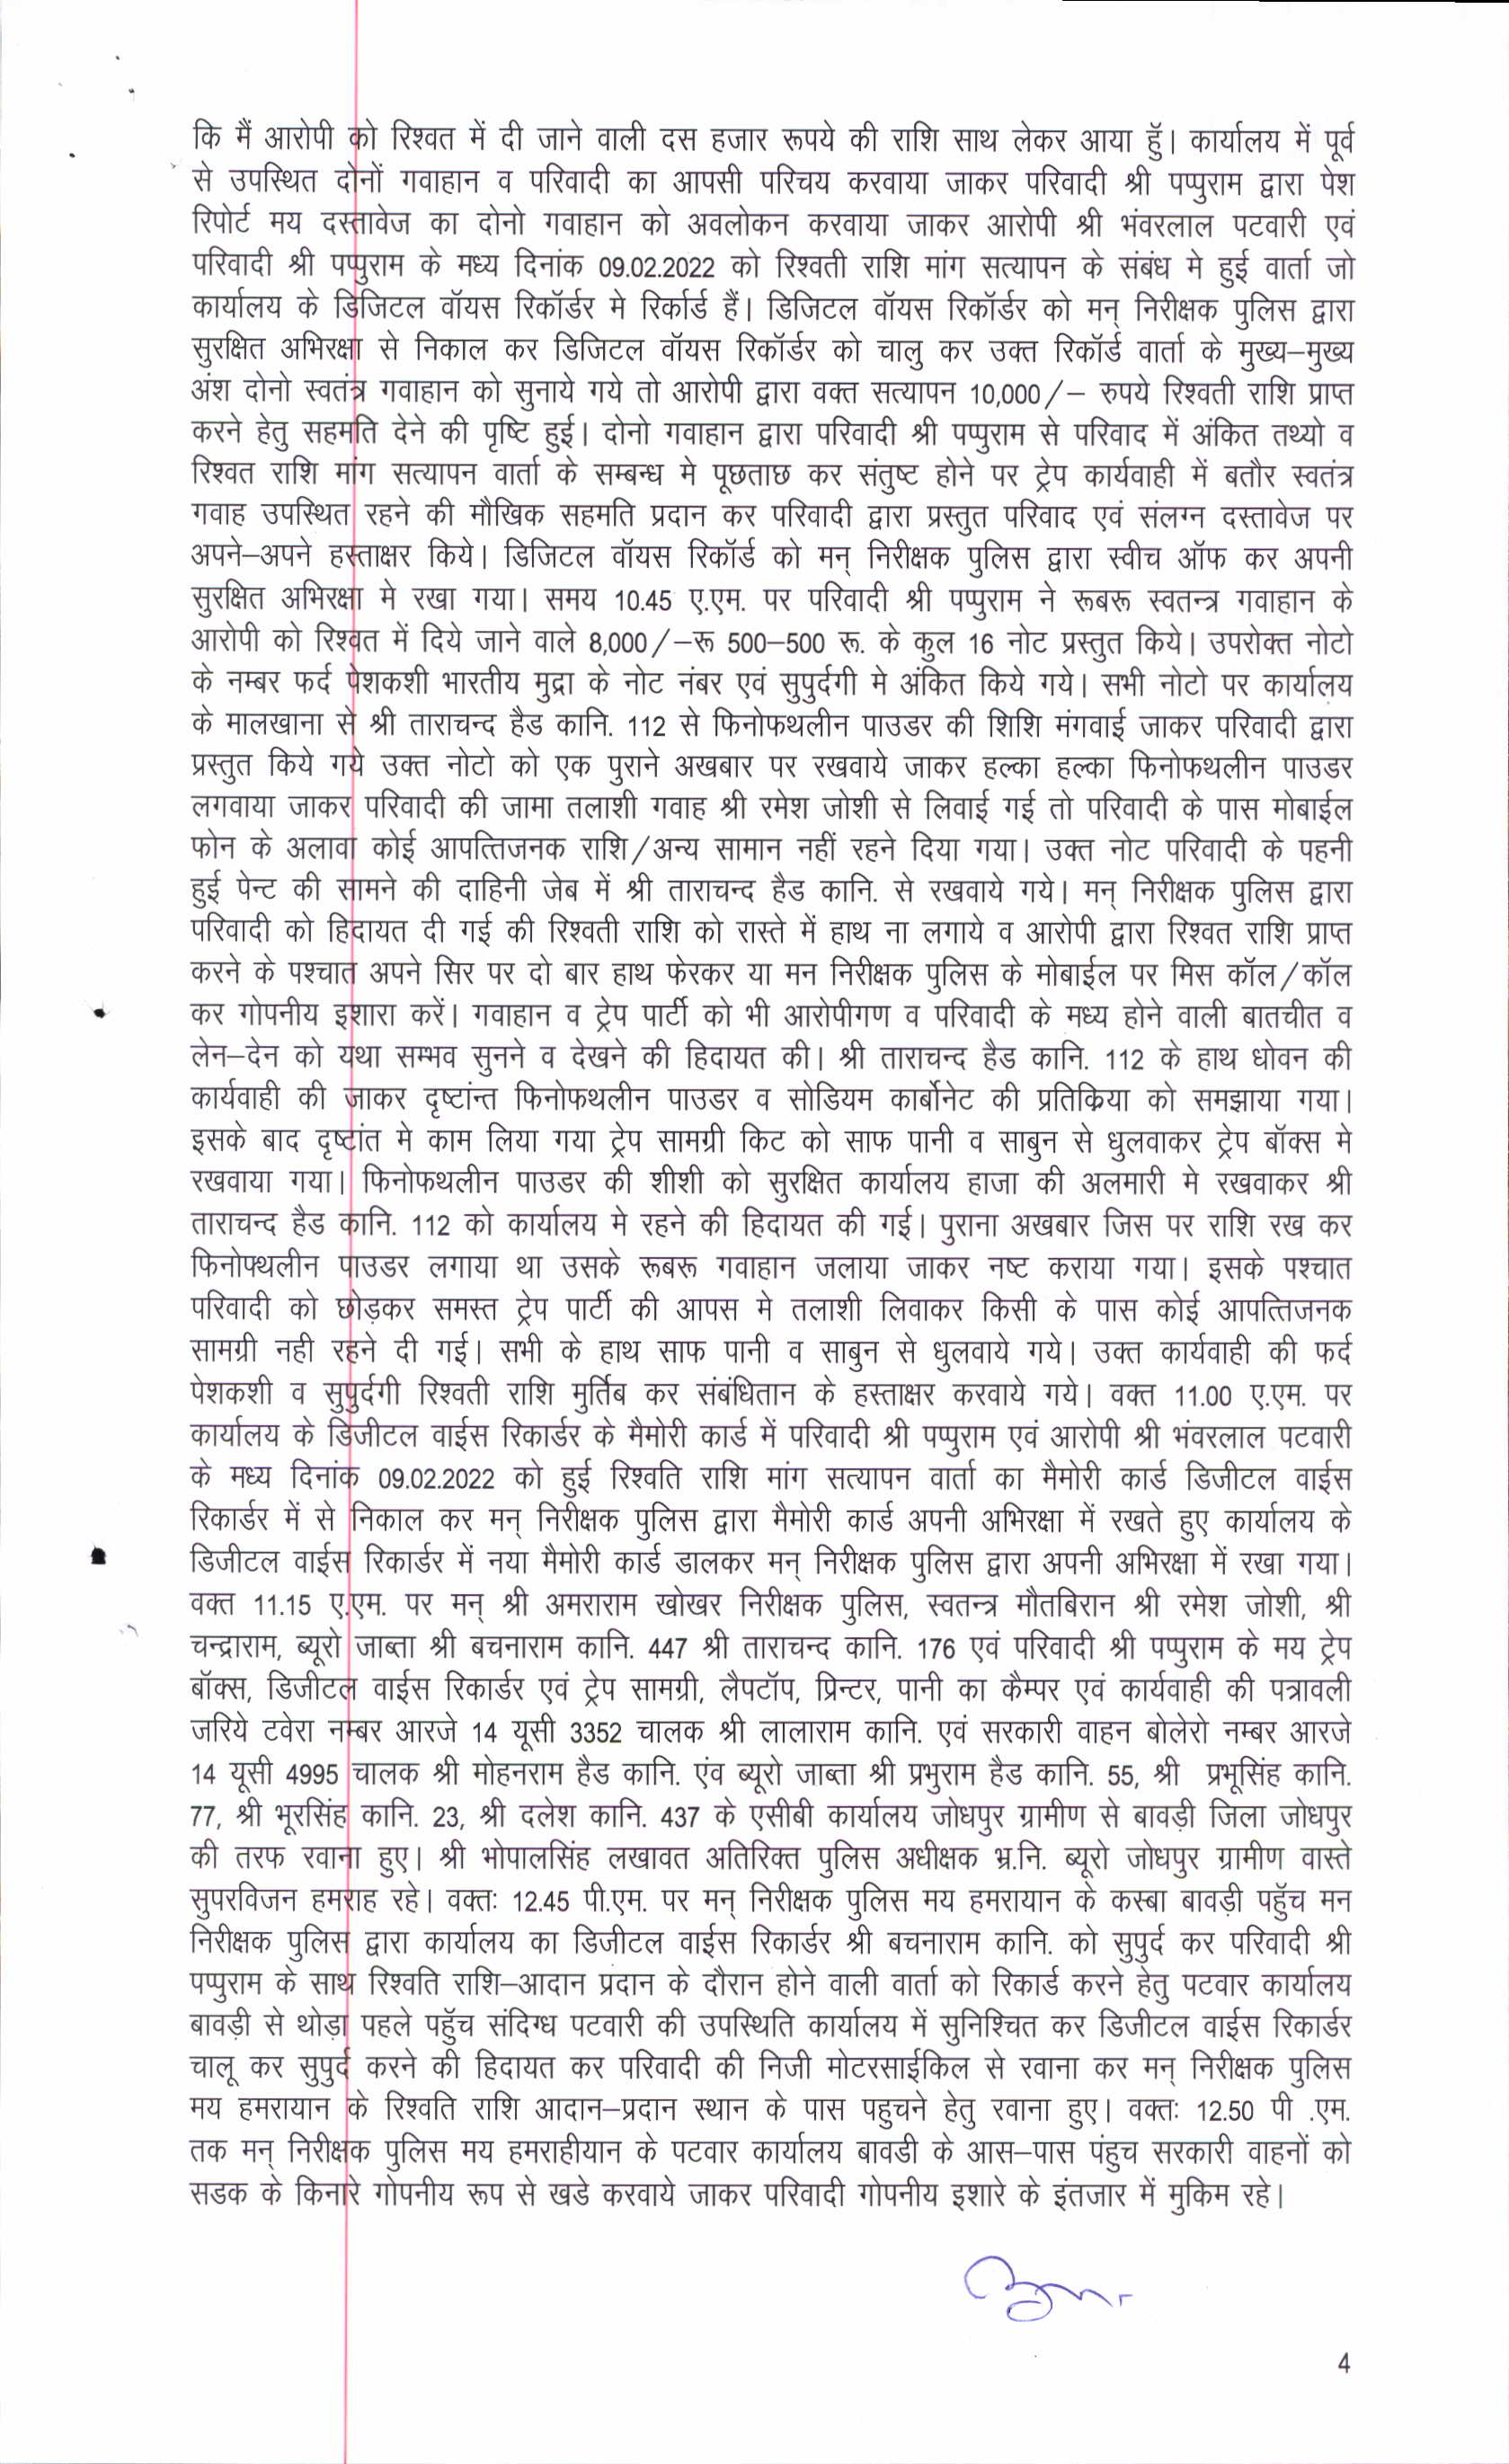 कि मैं आरोपी को रिश्वत में दी जाने वाली दस हजार रूपये की राशि साथ लेकर आया हूॅं। कार्यालय में पूर्व
से उपस्थित दोनों गवाहान व परिवादी का आपसी परिचय करवाया जाकर परिवादी श्री पप्पुराम द्वारा पेश
रिपोर्ट मय दस्तावेज का दोनो गवाहान को अवलोकन करवाया जाकर आरोपी श्री भंवरलाल पटवारी एवं
परिवादी श्री पप्पुराम के मध्य दिनांक 09.02.2022 को रिश्वती राशि मांग सत्यापन के संबंध मे हुई वार्ता जो
कार्यालय के डिजिटल वॉयस रिकॉर्डर मे रिर्कार्ड हैं। डिजिटल वॉयस रिकॉर्डर को मन् निरीक्षक पुलिस द्वारा
सुरक्षित अभिरक्षा से निकाल कर डिजिटल वॉयस रिकॉर्डर को चालु कर उक्त रिकॉर्ड वार्ता के मुख्य–मुख्य
अंश दोनो स्वतंत्र गवाहान को सुनाये गये तो आरोपी द्वारा वक्त सत्यापन 10,000/– रुपये रिश्वती राशि प्राप्त
करने हेतु सहमति देने की पृष्टि हुई। दोनो गवाहान द्वारा परिवादी श्री पप्पुराम से परिवाद में अंकित तथ्यो व
रिश्वत राशि मांग सत्यापन वार्ता के सम्बन्ध मे पूछताछ कर संतुष्ट होने पर ट्रेप कार्यवाही में बतौर स्वतंत्र
गवाह उपस्थित रहने की मौखिक सहमति प्रदान कर परिवादी द्वारा प्रस्तुत परिवाद एवं संलग्न दस्तावेज पर
अपने–अपने हस्ताक्षर किये। डिजिटल वॉयस रिकॉर्ड को मन् निरीक्षक पुलिस द्वारा स्वीच ऑफ कर अपनी
सुरक्षित अभिरक्षा मे रखा गया। समय 10.45 ए.एम. पर परिवादी श्री पप्पुराम ने रूबरू स्वतन्त्र गवाहान के
आरोपी को रिश्वत में दिये जाने वाले 8,000/–रू 500–500 रू. के कुल 16 नोट प्रस्तुत किये। उपरोक्त नोटो
के नम्बर फर्द पेशकशी भारतीय मुद्रा के नोट नंबर एवं सुपुर्दगी मे अंकित किये गये। सभी नोटो पर कार्यालय
के मालखाना से श्री ताराचन्द हैड कानि. 112 से फिनोफथलीन पाउडर की शिशि मंगवाई जाकर परिवादी द्वारा
प्रस्तुत किये गये उक्त नोटो को एक पुराने अखबार पर रखवाये जाकर हल्का हल्का फिनोफथलीन पाउडर
लगवाया जाकर परिवादी की जामा तलाशी गवाह श्री रमेश जोशी से लिवाई गई तो परिवादी के पास मोबाईल
फोन के अलावा कोई आपत्तिजनक राशि/अन्य सामान नहीं रहने दिया गया। उक्त नोट परिवादी के पहनी
हुई पेन्ट की सामने की दाहिनी जेब में श्री ताराचन्द हैड कानि. से रखवाये गये। मन् निरीक्षक पुलिस द्वारा
परिवादी को हिदायत दी गई की रिश्वती राशि को रास्ते में हाथ ना लगाये व आरोपी द्वारा रिश्वत राशि प्राप्त
करने के पश्चात अपने सिर पर दो बार हाथ फेरकर या मन निरीक्षक पुलिस के मोबाईल पर मिस कॉल/कॉल
कर गोपनीय इशारा करें। गवाहान व ट्रेप पार्टी को भी आरोपीगण व परिवादी के मध्य होने वाली बातचीत व
लेन–देन को यथा सम्भव सुनने व देखने की हिदायत की। श्री ताराचन्द हैड कानि. 112 के हाथ धोवन की
कार्यवाही की जाकर दृष्टांन्त फिनोफथलीन पाउडर व सोडियम कार्बोनेट की प्रतिक्रिया को समझाया गया।
इसके बाद दृष्टांत मे काम लिया गया ट्रेप सामग्री किट को साफ पानी व साबुन से धुलवाकर ट्रेप बॉक्स मे
रखवाया गया। फिनोफथलीन पाउडर की शीशी को सुरक्षित कार्यालय हाजा की अलमारी मे रखवाकर श्री
ताराचन्द हैड कानि. 112 को कार्यालय मे रहने की हिदायत की गई। पुराना अखबार जिस पर राशि रख कर
फिनोफ्थलीन पाउडर लगाया था उसके रूबरू गवाहान जलाया जाकर नष्ट कराया गया। इसके पश्चात
परिवादी को छोड़कर समस्त ट्रेप पार्टी की आपस मे तलाशी लिवाकर किसी के पास कोई आपत्तिजनक
सामग्री नही रहने दी गई। सभी के हाथ साफ पानी व साबुन से धुलवाये गये। उक्त कार्यवाही की फर्द
पेशकशी व सुपुर्दगी रिश्वती राशि मुर्तिब कर संबंधितान के हस्ताक्षर करवाये गये। वक्त 11.00 ए.एम. पर
कार्यालय के डिजीटल वाईस रिकार्डर के मैमोरी कार्ड में परिवादी श्री पप्पुराम एवं आरोपी श्री भंवरलाल पटवारी
के मध्य दिनांक 09.02.2022 को हुई रिश्वति राशि मांग सत्यापन वार्ता का मैमोरी कार्ड डिजीटल वाईस
रिकार्डर में से निकाल कर मन् निरीक्षक पुलिस द्वारा मैमोरी कार्ड अपनी अभिरक्षा में रखते हुए कार्यालय के
डिजीटल वाईस रिकार्डर में नया मैमोरी कार्ड डालकर मन् निरीक्षक पुलिस द्वारा अपनी अभिरक्षा में रखा गया।
वक्त 11.15 ए.एम. पर मन् श्री अमराराम खोखर निरीक्षक पुलिस, स्वतन्त्र मौतबिरान श्री रमेश जोशी, श्री
चन्द्राराम, ब्यूरो जाब्ता श्री बचनाराम कानि. 447 श्री ताराचन्द कानि. 176 एवं परिवादी श्री पप्पुराम के मय ट्रेप
बॉक्स, डिजीटल वाईस रिकार्डर एवं ट्रेप सामग्री, लैपटॉप, प्रिन्टर, पानी का कैम्पर एवं कार्यवाही की पत्रावली
जरिये टवेरा नम्बर आरजे 14 यूसी 3352 चालक श्री लालाराम कानि. एवं सरकारी वाहन बोलेरो नम्बर आरजे
14 यूसी 4995 चालक श्री मोहनराम हैड कानि. एंव ब्यूरो जाब्ता श्री प्रभुराम हैड कानि. 55, श्री प्रभूसिंह कानि.
77, श्री भूरसिंह कानि. 23, श्री दलेश कानि. 437 के एसीबी कार्यालय जोधपुर ग्रामीण से बावड़ी जिला जोधपुर
की तरफ रवाना हुए। श्री भोपालसिंह लखावत अतिरिक्त पुलिस अधीक्षक भ्र.नि. ब्यूरो जोधपुर ग्रामीण वास्ते
सुपरविजन हमराह रहे। वक्तः 12.45 पी.एम. पर मन् निरीक्षक पुलिस मय हमरायान के कस्बा बावड़ी पहुॅच मन
निरीक्षक पुलिस द्वारा कार्यालय का डिजीटल वाईस रिकार्डर श्री बचनाराम कानि. को सुपुर्द कर परिवादी श्री
पप्पुराम के साथ रिश्वति राशि–आदान प्रदान के दौरान होने वाली वार्ता को रिकार्ड करने हेतु पटवार कार्यालय
बावड़ी से थोड़ा पहले पहुॅच संदिग्ध पटवारी की उपस्थिति कार्यालय में सुनिश्चित कर डिजीटल वाईस रिकार्डर
चालू कर सुपुर्द करने की हिदायत कर परिवादी की निजी मोटरसाईकिल से रवाना कर मन् निरीक्षक पुलिस
मय हमरायान के रिश्वति राशि आदान–प्रदान स्थान के पास पहुचने हेतु रवाना हुए। वक्तः 12.50 पी .एम.
तक मन् निरीक्षक पुलिस मय हमराहीयान के पटवार कार्यालय बावडी के आस–पास पंहुच सरकारी वाहनों को
सडक के किनारे गोपनीय रूप से खडे करवाये जाकर परिवादी गोपनीय इशारे के इंतजार में मुकिम रहे।
4